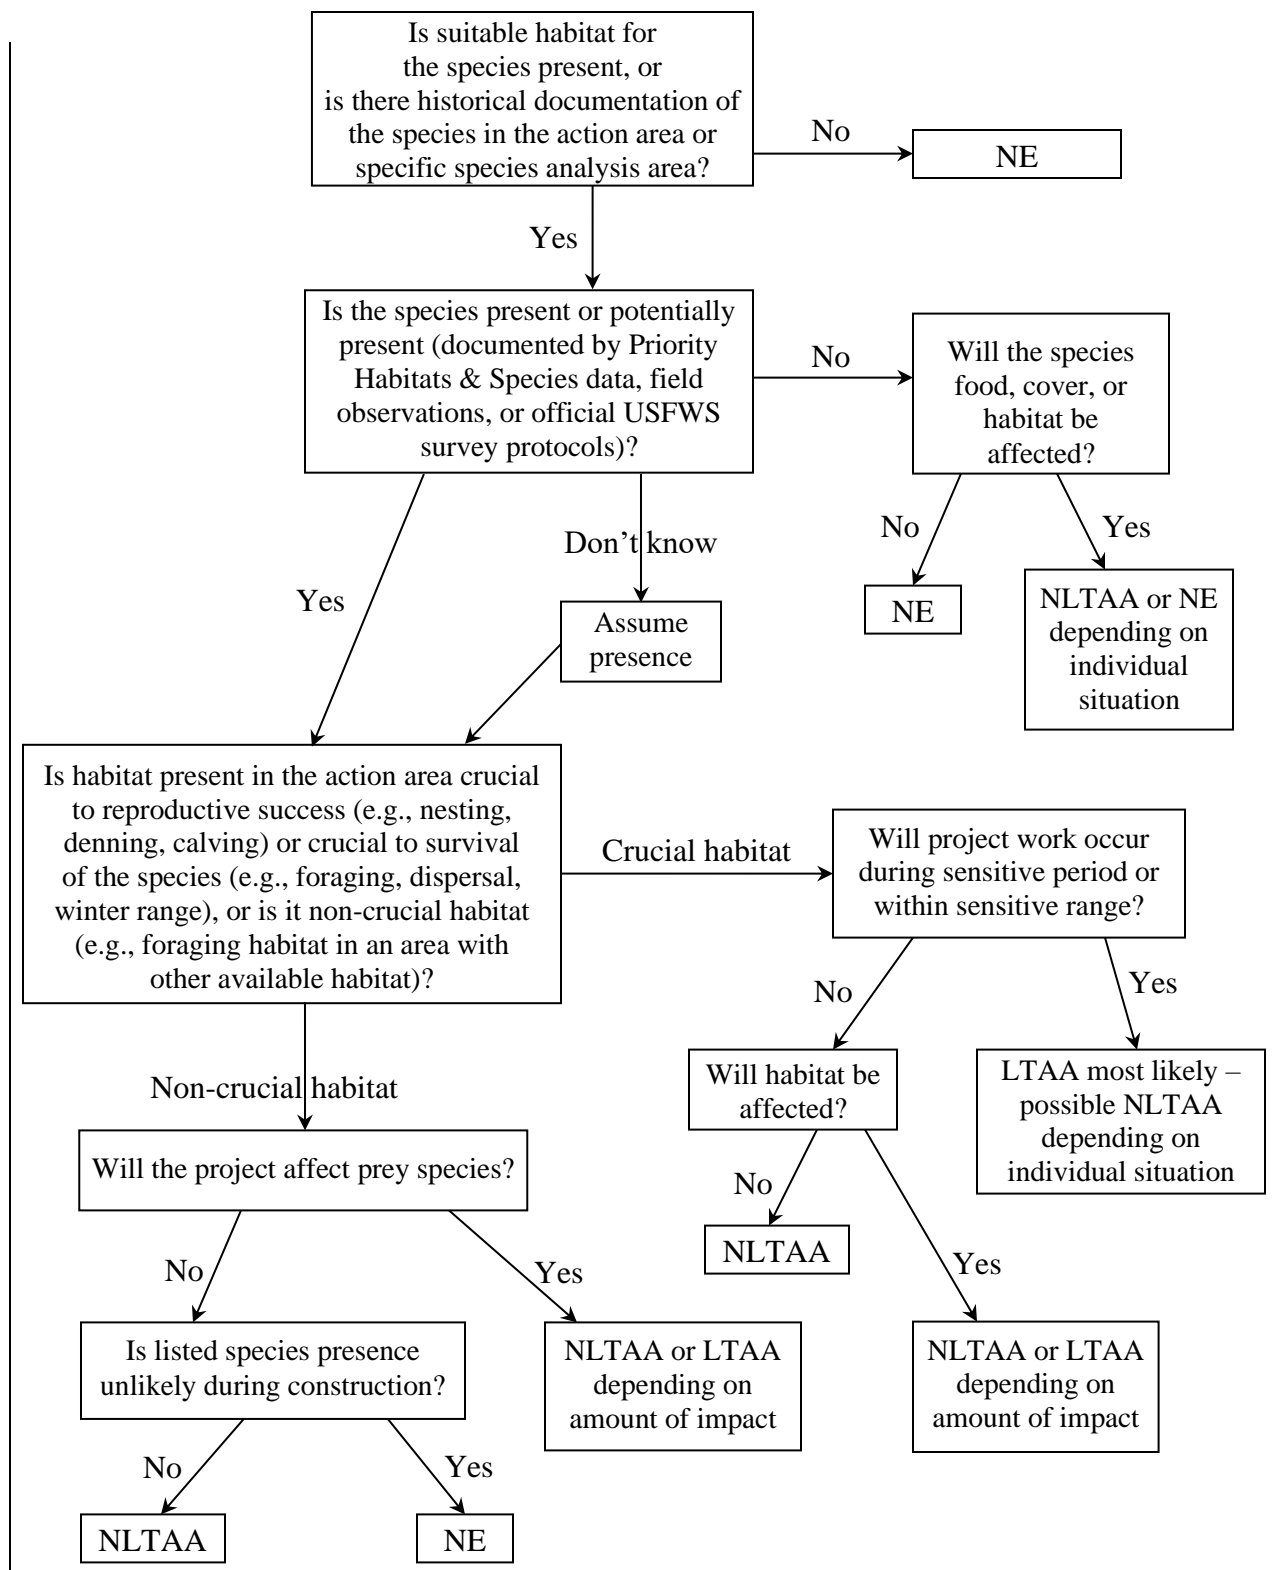 Is suitable habitat for
the species present, or
is there historical documentation of
the species in the action area or
specific species analysis area?
No
NE
Yes
Is the species present or potentially
present (documented by Priority
Habitats & Species data, field
observations, or official USFWS
survey protocols)?
No
Will the species
food, cover, or
habitat be
affected?
No
Yes
Don’t know
Yes
NE
NLTAA or NE
depending on
individual
situation
Assume
presence
Is habitat present in the action area crucial
to reproductive success (e.g., nesting,
denning, calving) or crucial to survival
of the species (e.g., foraging, dispersal,
winter range), or is it non-crucial habitat
(e.g., foraging habitat in an area with
other available habitat)?
Crucial habitat
Will project work occur
during sensitive period or
within sensitive range?
No
Yes
Non-crucial habitat
Will habitat be
affected?
LTAA most likely –
possible NLTAA
depending on
individual situation
Will the project affect prey species?
No
NLTAA
Yes
No
Yes
Is listed species presence
unlikely during construction?
NLTAA or LTAA
depending on
amount of impact
NLTAA or LTAA
depending on
amount of impact
No
Yes
NLTAA
NE